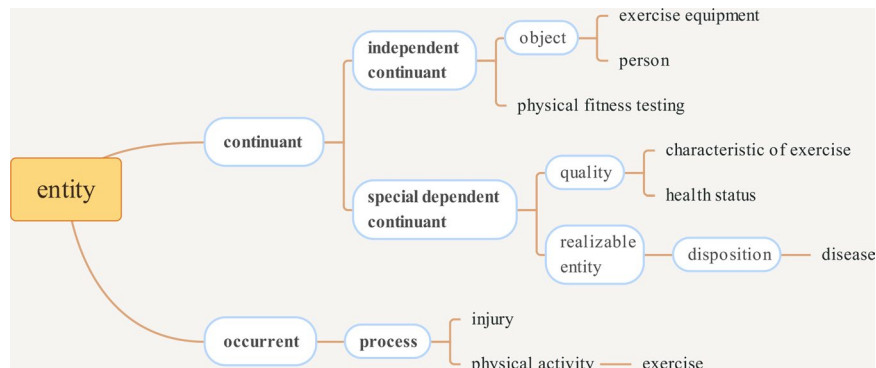 exercise equipment
object
person
independent
continuant
physical fitness testing
continuant
characteristic of exercise
quality
health status
entity
special dependent
continuant
realizable
entity
disposition
disease
injury
occurrent
process
physical activity
exercise